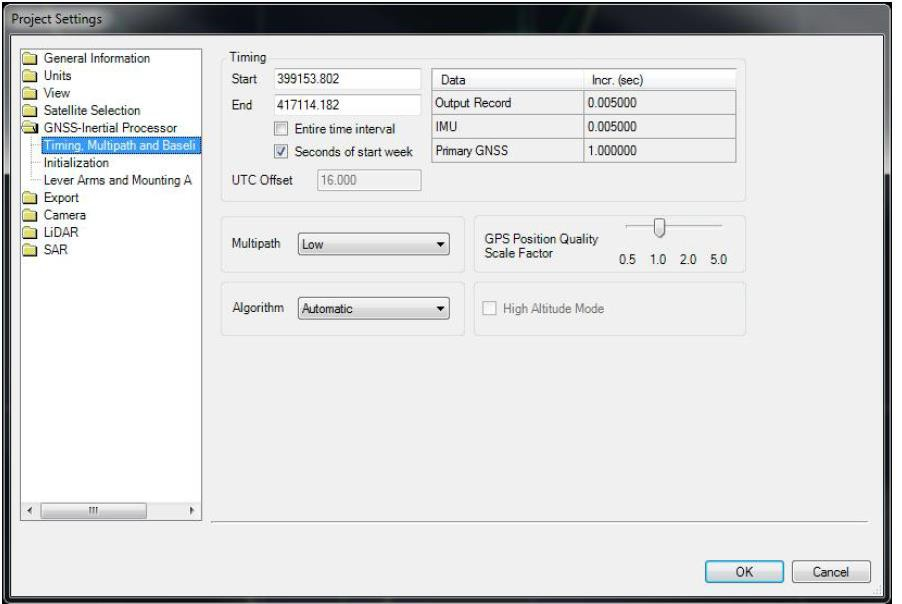 Project Settings
General Information
Units
View
Satellite Selection
GNSS-Inertial Processor
Timing, Multipath and Baseli
Initialization
Lever Arms and Mounting A
Export
Camera
LiDAR
SAR
Timing
Start 399153.802
End 417114.182
Entire time interval
Seconds of start week
UTC Offset 16.000
Data Incr. (sec)
Output Record 0.005000
IMU 0.005000
Primary GNSS 1.000000
Multipath Low
GPS Position Quality
Scale Factor
0.5 1.0 2.0 5.0
Algorithm Automatic
High Altitude Mode
OK Cancel